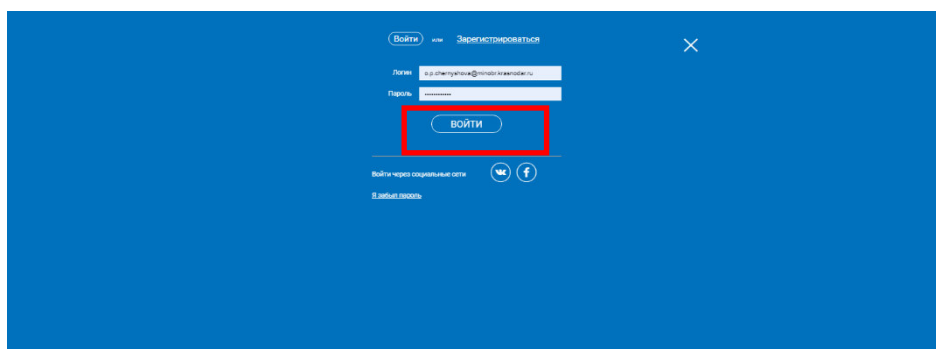 Войти или Зарегистрироваться
Логин o.p.chernyshova@minobr.krasnodar.ru
Пароль ••••••••••••
ВОЙТИ
Войти через социальные сети
Я забыл пароль